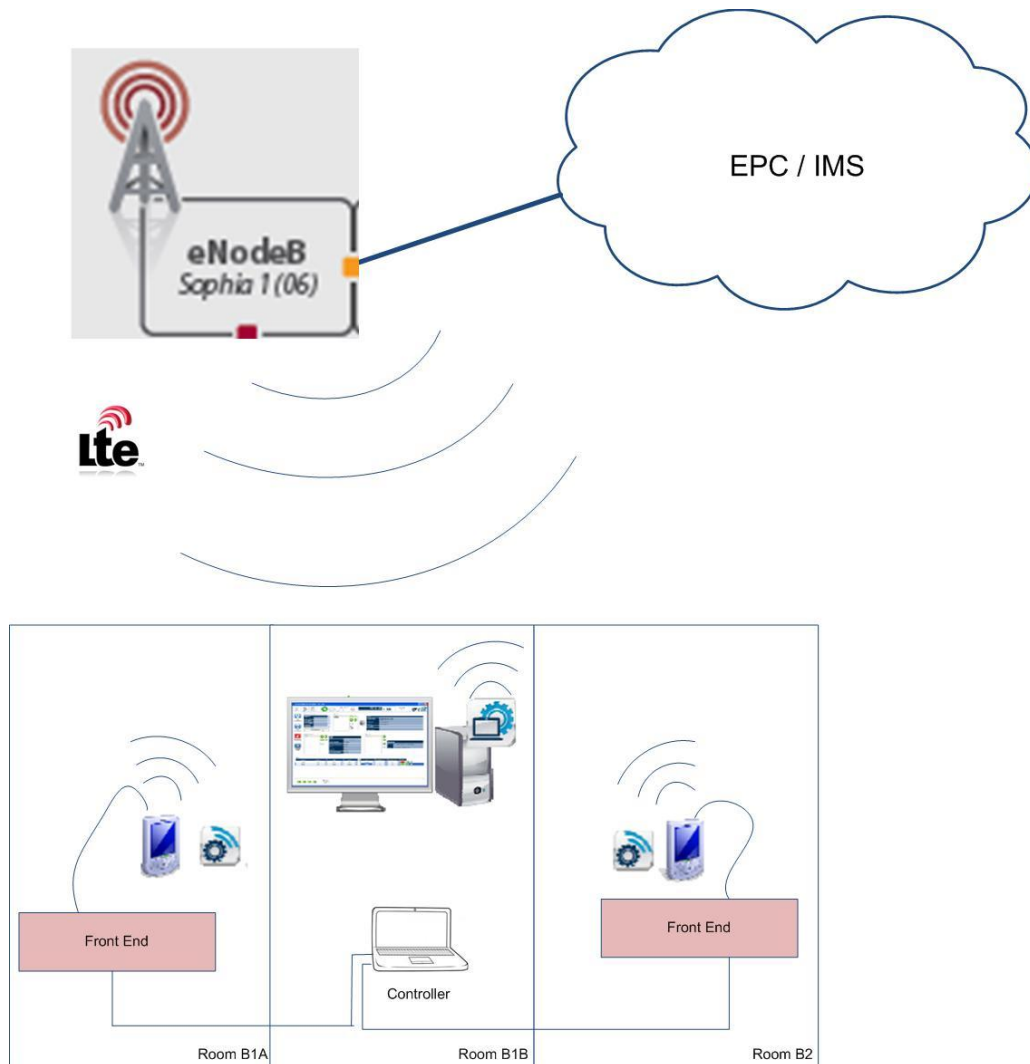 EPC / IMS
eNodeB
Sophia 1 (06)
Lte
Front End
Front End
Controller
Room B1A
Room B1B
Room B2